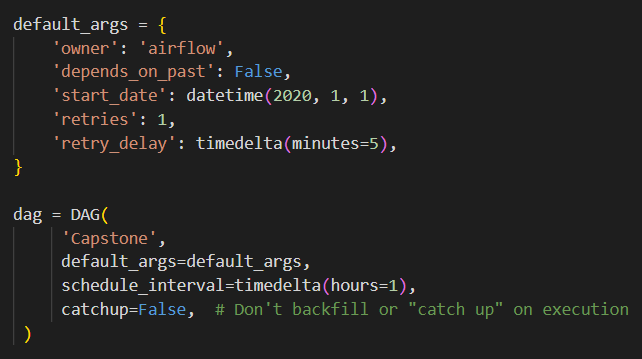 default_args = {
    'owner': 'airflow',
    'depends_on_past': False,
    'start_date': datetime(2020, 1, 1),
    'retries': 1,
    'retry_delay': timedelta(minutes=5),
}
dag = DAG(
     'Capstone',
     default_args=default_args,
     schedule_interval=timedelta(hours=1),
     catchup=False,  # Don't backfill or "catch up" on execution
 )